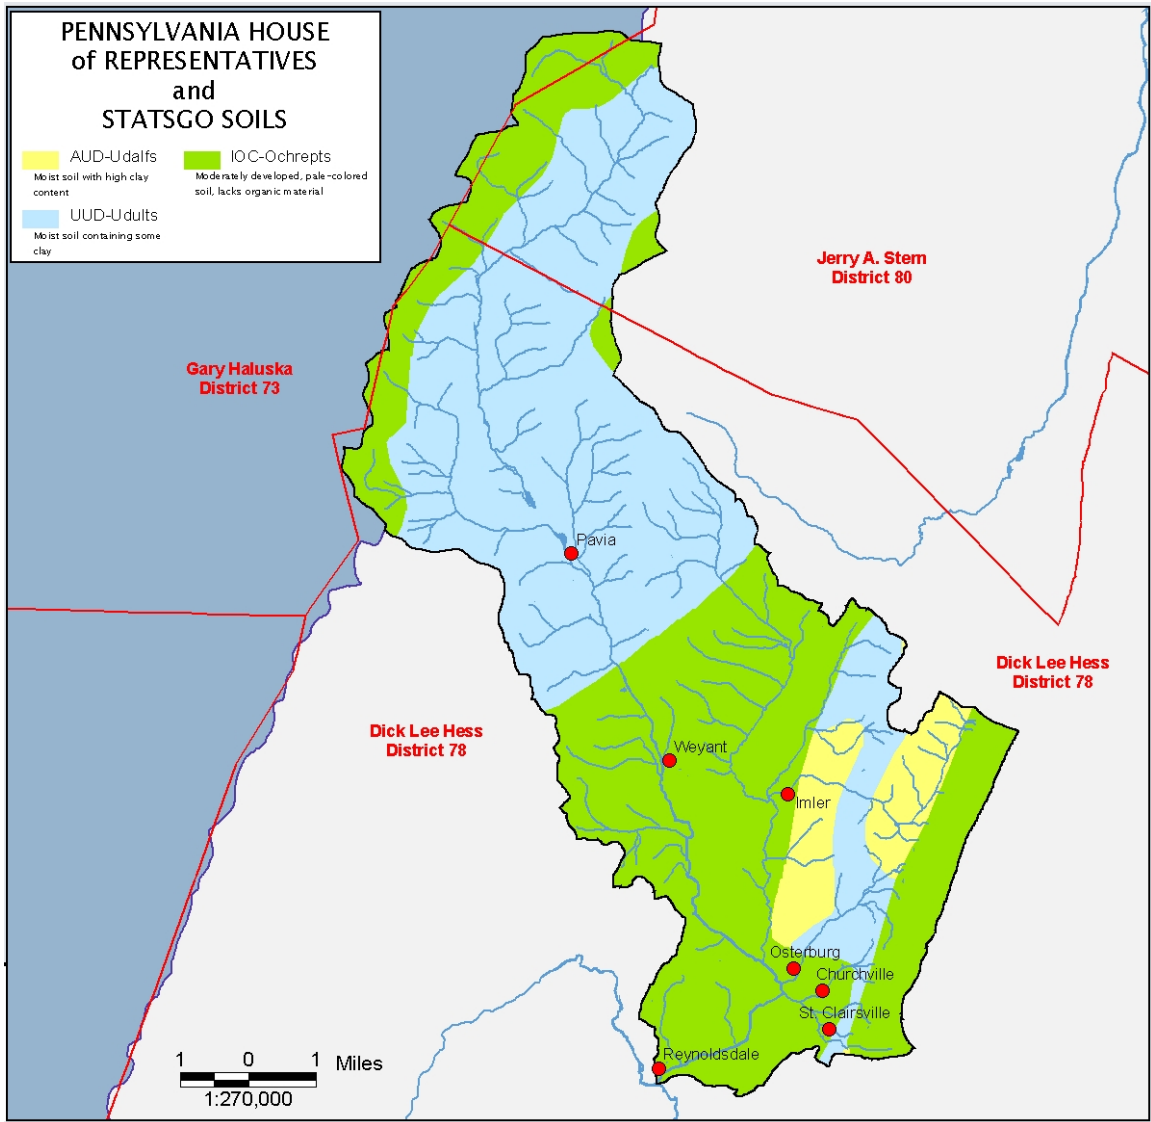 PENNSYLVANIA HOUSE
of REPRESENTATIVES
and
STATSGO SOILS
AUD-Udalfs
Moist soil with high clay
content
IOC-Ochrepts
Moderately developed, pale-colored
soil, lacks organic material
UUD-Udults
Moist soil containing some
clay
Jerry A. Stern
District 80
Gary Haluska
District 73
Pavia
Dick Lee Hess
District 78
Dick Lee Hess
District 78
Weyant
Imler
Osterburg
Churchville
St. Clairsville
Reynoldsdale
1 0 1 Miles
1:270,000